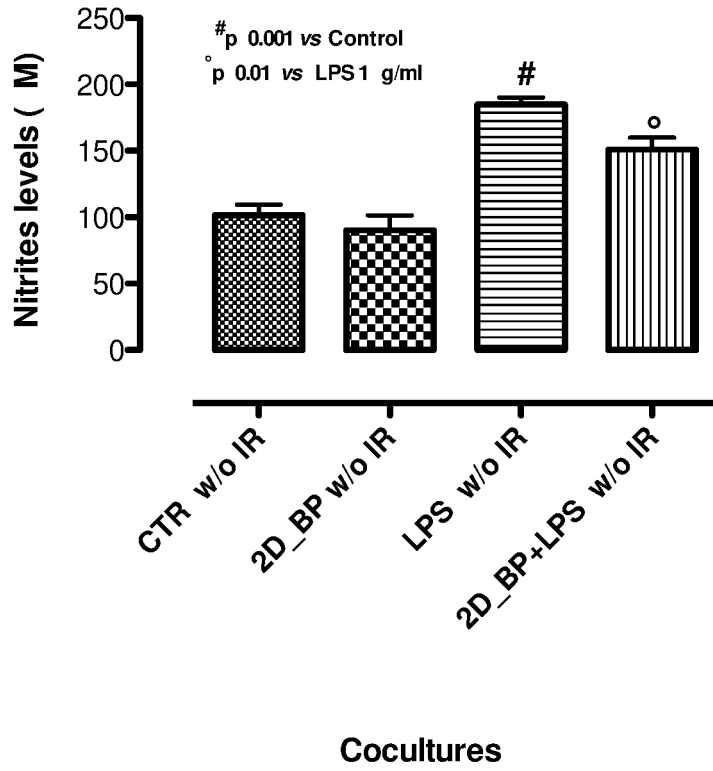 250
200
150
100
50
0
Nitrites levels ( M)
#p 0.001 vs Control
°p 0.01 vs LPS 1 g/ml
#
°
CTR w/o IR
2D_BP w/o IR
LPS w/o IR
2D_BP+LPS w/o IR
Cocultures